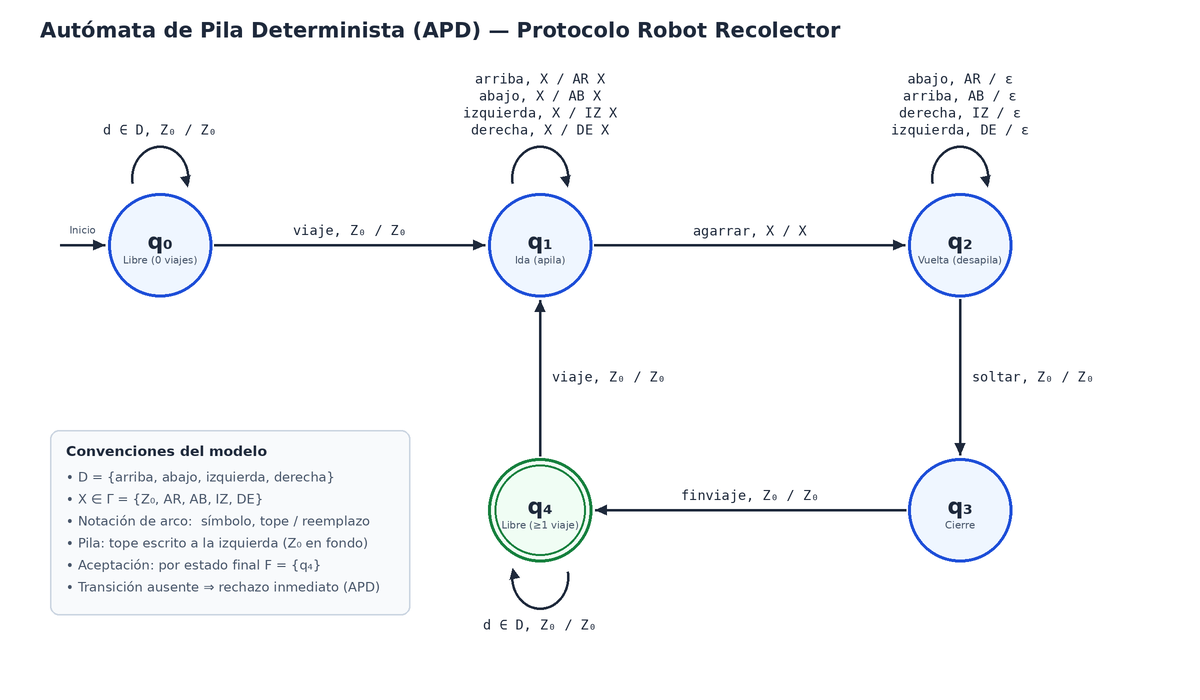 Autómata de Pila Determinista (APD) — Protocolo Robot Recolector
arriba, X / AR X
abajo, X / AB X
izquierda, X / IZ X
derecha, X / DE X
abajo, AR / ε
arriba, AB / ε
derecha, IZ / ε
izquierda, DE / ε
d ∈ D, Z₀ / Z₀
Inicio
q₀
Libre (0 viajes)
viaje, Z₀ / Z₀
q₁
Ida (apila)
agarrar, X / X
q₂
Vuelta (desapila)
viaje, Z₀ / Z₀
soltar, Z₀ / Z₀
Convenciones del modelo
• D = {arriba, abajo, izquierda, derecha}
• X ∈ Γ = {Z₀, AR, AB, IZ, DE}
• Notación de arco:  símbolo, tope / reemplazo
• Pila: tope escrito a la izquierda (Z₀ en fondo)
• Aceptación: por estado final F = {q₄}
• Transición ausente ⇒ rechazo inmediato (APD)
q₄
Libre (≥1 viaje)
finviaje, Z₀ / Z₀
q₃
Cierre
d ∈ D, Z₀ / Z₀